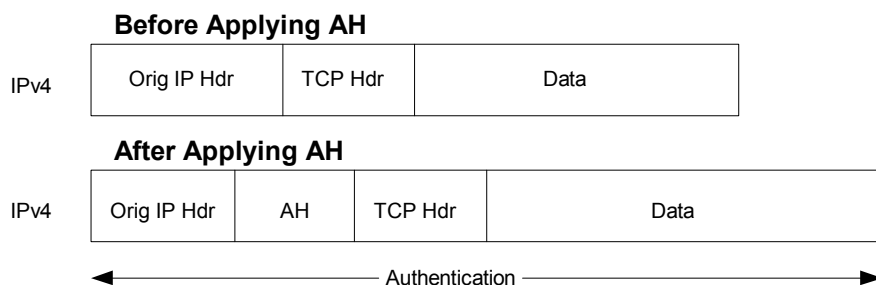 Before Applying AH
IPv4 Orig IP Hdr TCP Hdr Data
After Applying AH
IPv4 Orig IP Hdr AH TCP Hdr Data
Authentication